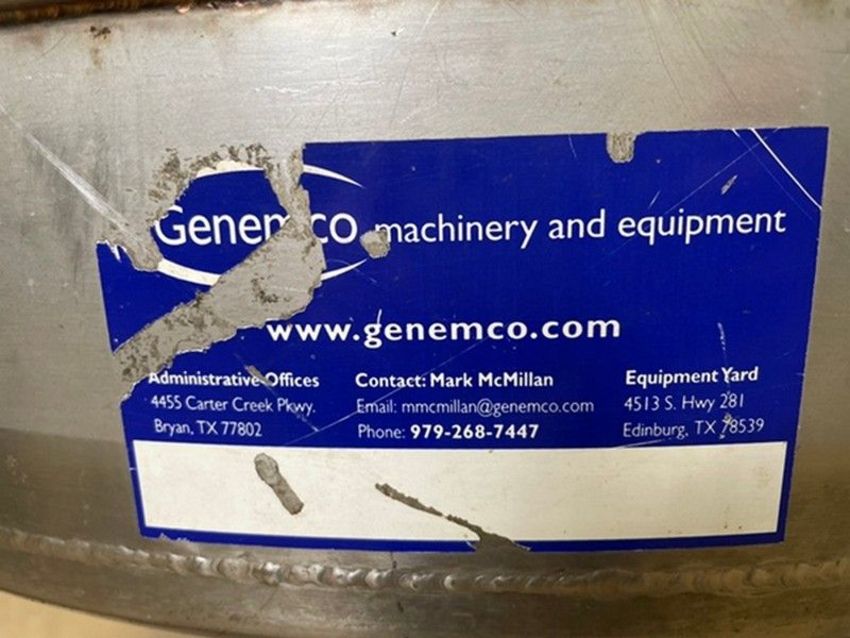 Genemco machinery and equipment
www.genemco.com
Administrative Offices
4455 Carter Creek Pkwy.
Bryan, TX 77802
Contact: Mark McMillan
Email: mmcmillan@genemco.com
Phone: 979-268-7447
Equipment Yard
4513 S. Hwy 281
Edinburg, TX 78539